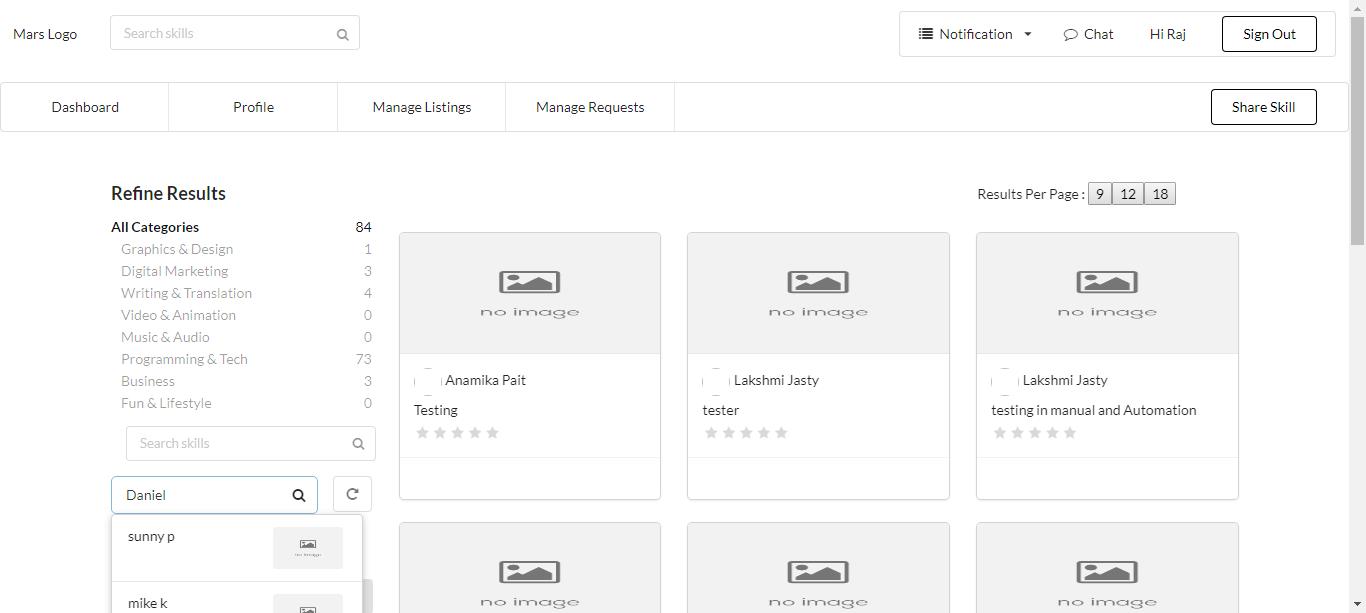 Mars Logo
Search skills
Notification
Chat
Hi Raj
Sign Out
Dashboard
Profile
Manage Listings
Manage Requests
Share Skill
Refine Results
Results Per Page : 9 12 18
All Categories 84
Graphics & Design 1
Digital Marketing 3
Writing & Translation 4
Video & Animation 0
Music & Audio 0
Programming & Tech 73
Business 3
Fun & Lifestyle 0
Search skills
Daniel
sunny p
no image
mike k
no image
Anamika Pait
Testing
no image
Lakshmi Jasty
tester
no image
Lakshmi Jasty
testing in manual and Automation
no image
no image
no image